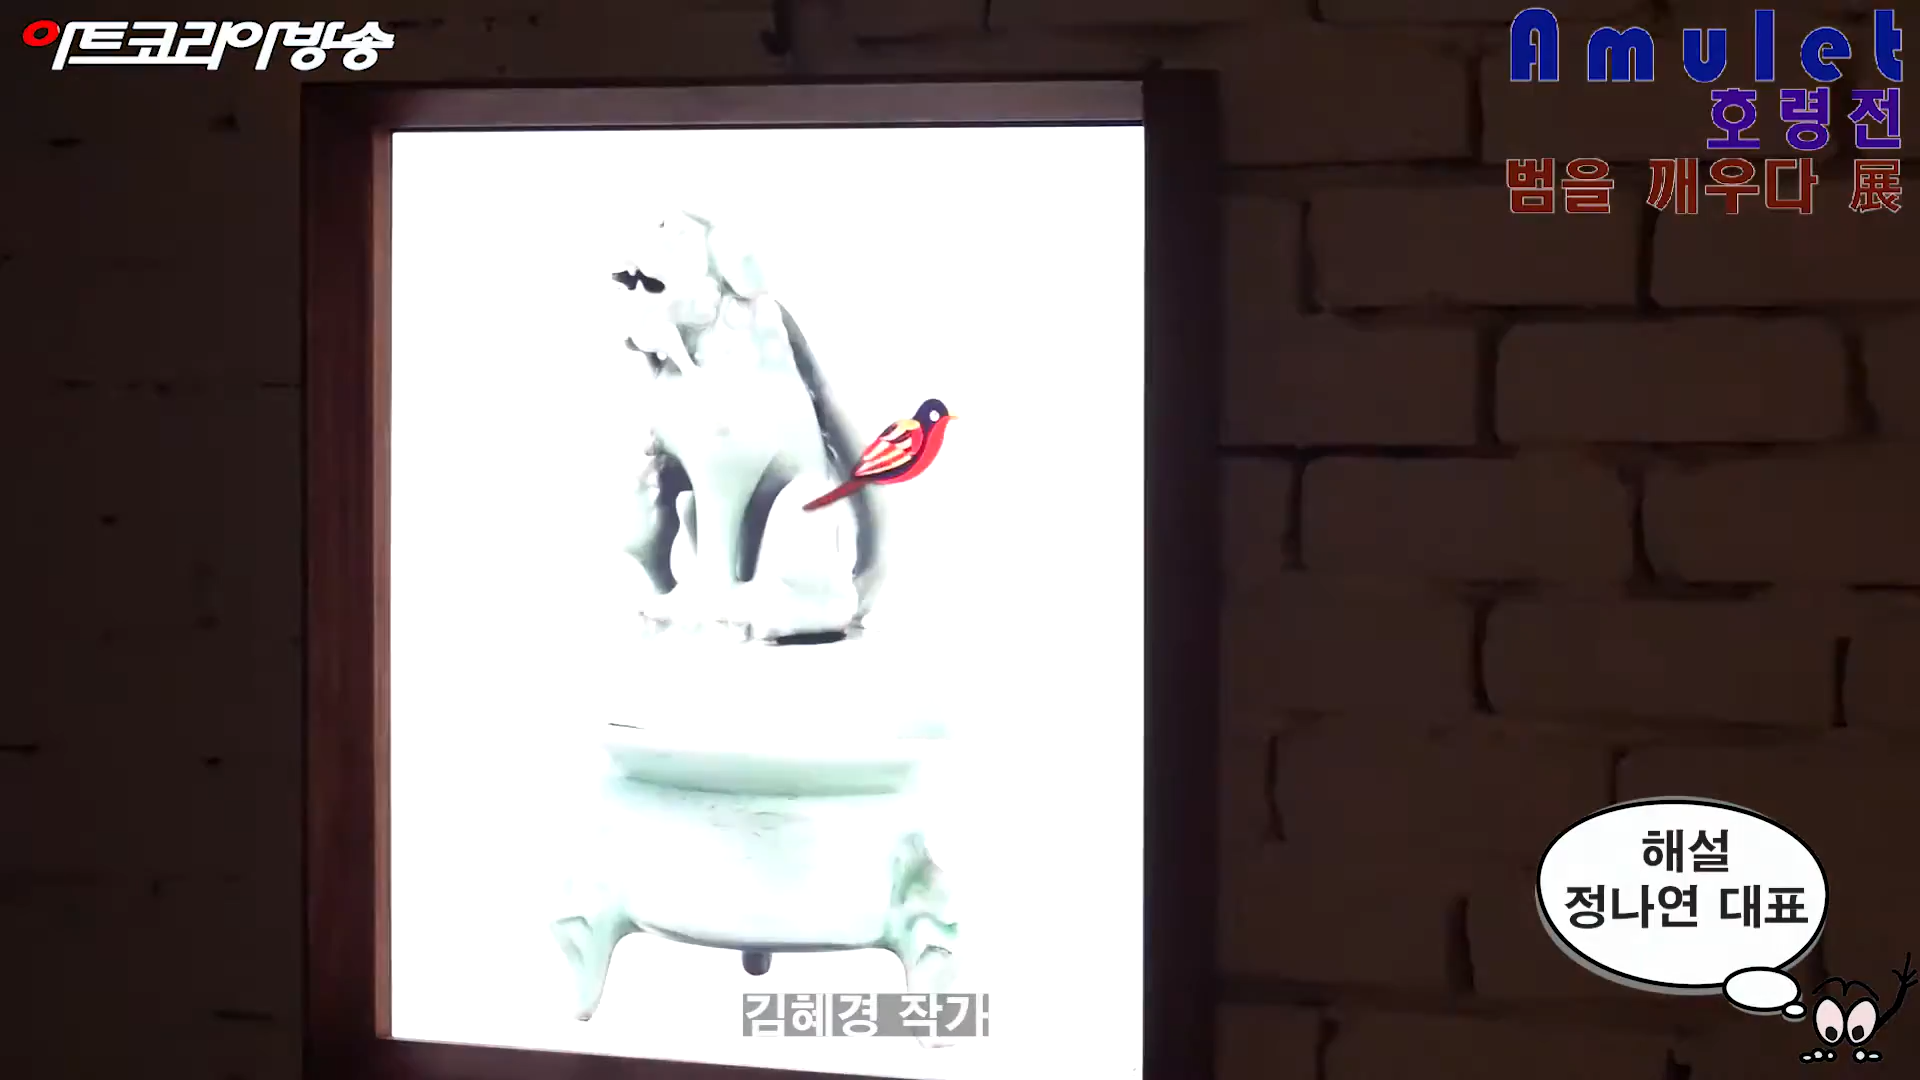 아트코리아방송
Amulet
호령전
범을 깨우다 展
해설
정나연 대표
김혜경 작가